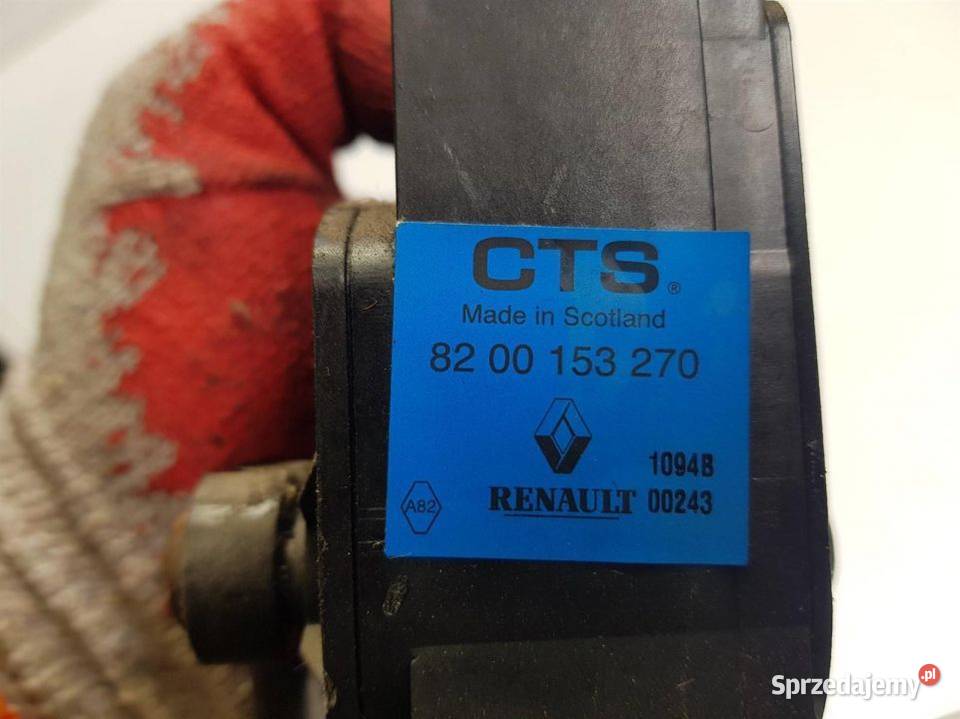 CTS®
Made in Scotland
82 00 153 270
1094B
A82
RENAULT 00243
Sprzedajemy.pl